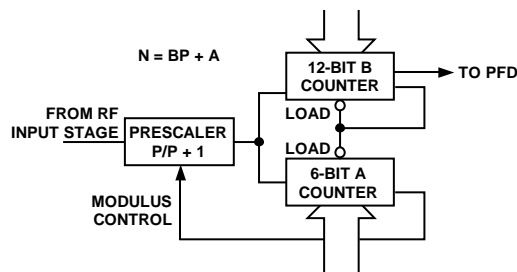 N = BP + A
12-BIT B
COUNTER
TO PFD
FROM RF
INPUT STAGE
PRESCALER
P/P + 1
LOAD
LOAD
6-BIT A
COUNTER
MODULUS
CONTROL